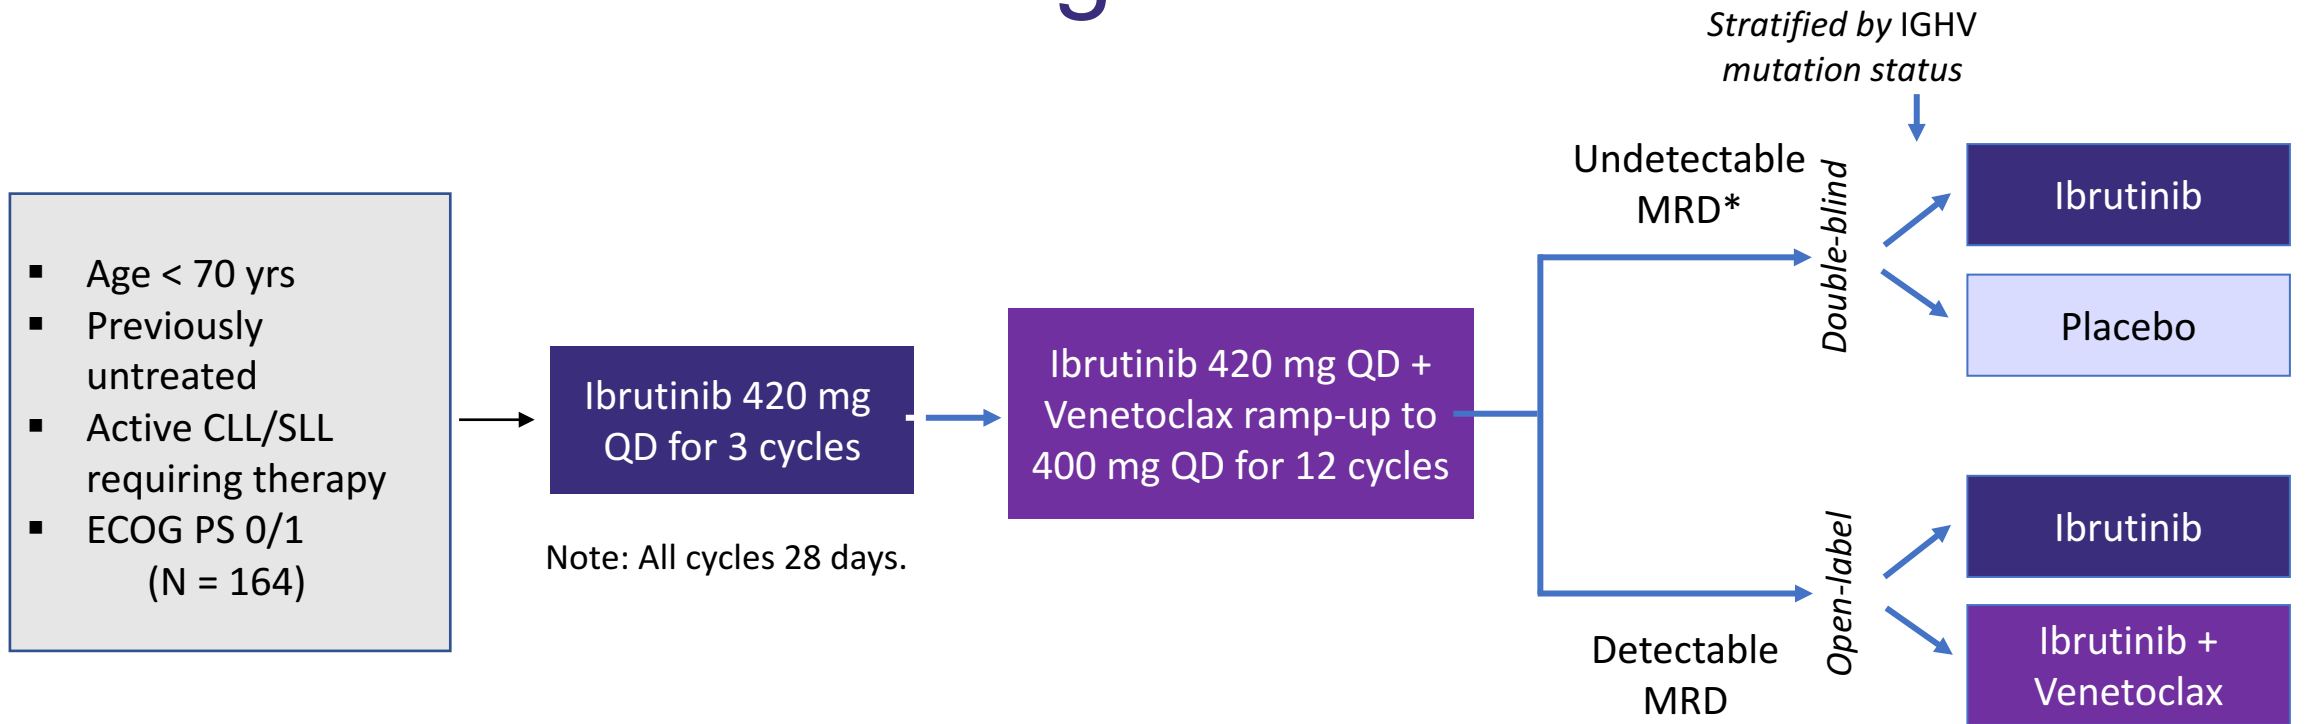 Stratified by IGHV
mutation status
▪ Age < 70 yrs
▪ Previously
untreated
▪ Active CLL/SLL
requiring therapy
▪ ECOG PS 0/1
(N = 164)
Ibrutinib 420 mg
QD for 3 cycles
Note: All cycles 28 days.
Ibrutinib 420 mg QD +
Venetoclax ramp-up to
400 mg QD for 12 cycles
Undetectable
MRD*
Double-blind
Ibrutinib
Placebo
Detectable
MRD
Open-label
Ibrutinib
Ibrutinib +
Venetoclax